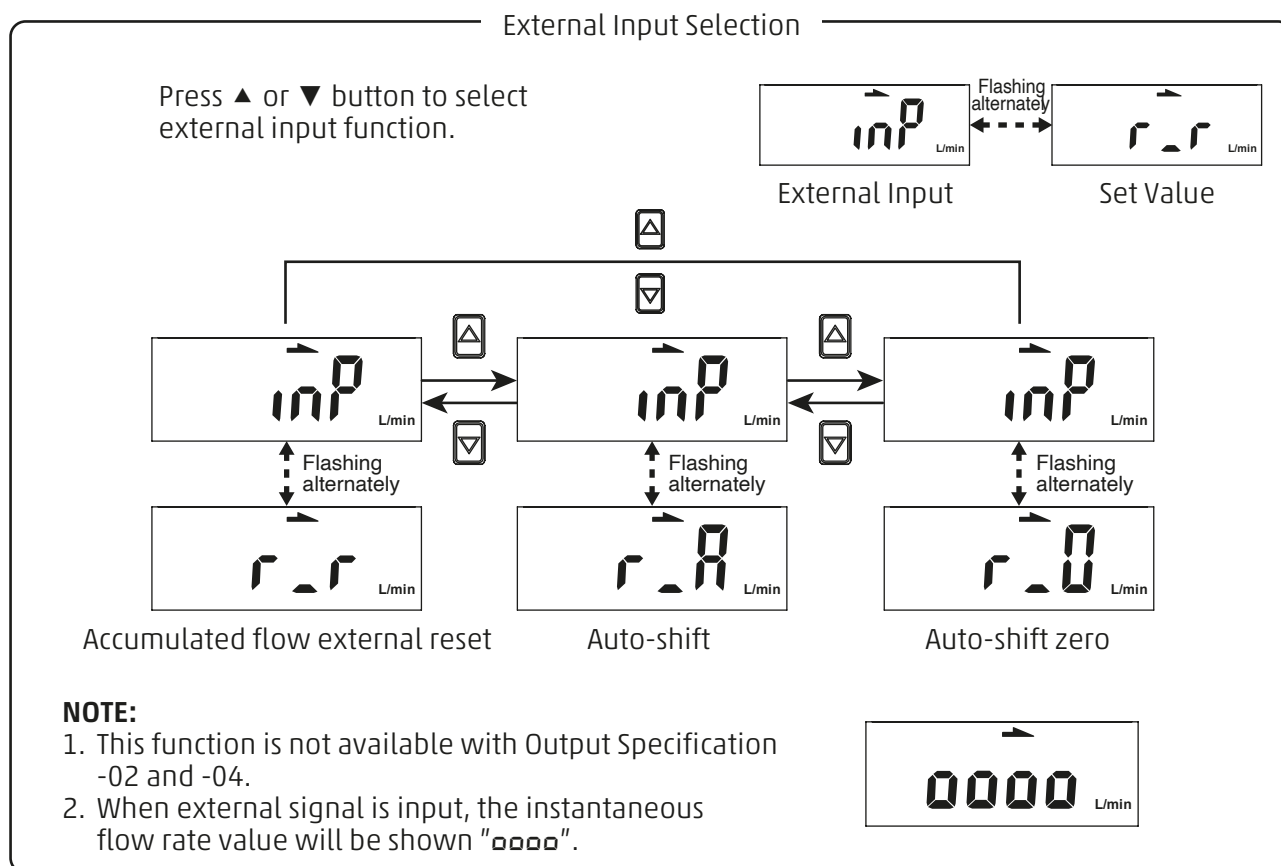 External Input Selection
Press ▲ or ▼ button to select
external input function.
Flashing
alternately
inP L/min
r_r L/min
External Input
Set Value
inP L/min
inP L/min
inP L/min
Flashing
alternately
Flashing
alternately
Flashing
alternately
r_r L/min
r_A L/min
r_0 L/min
Accumulated flow external reset
Auto-shift
Auto-shift zero
NOTE:
1. This function is not available with Output Specification
-02 and -04.
2. When external signal is input, the instantaneous
flow rate value will be shown "oooo".
oooo L/min